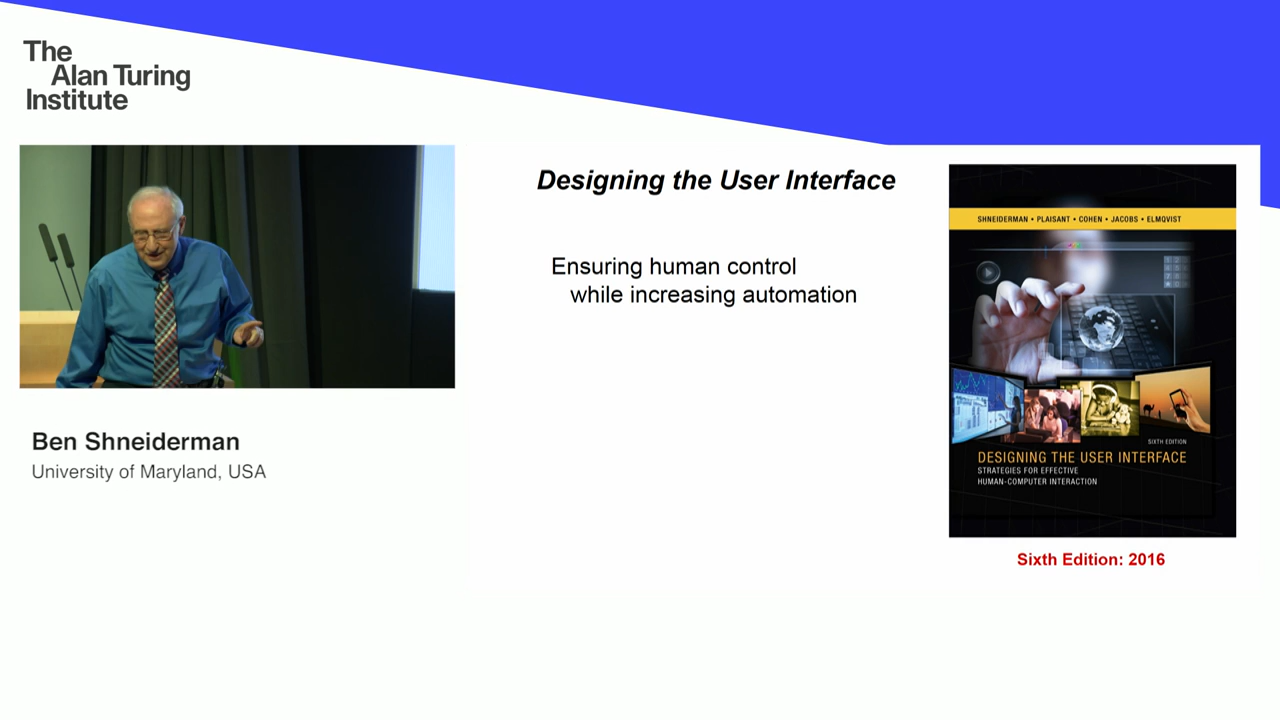 The
Alan Turing
Institute
Ben Shneiderman
University of Maryland, USA
Designing the User Interface
Ensuring human control
while increasing automation
SHNEIDERMAN • PLAISANT • COHEN • JACOBS • ELMQVIST
SIXTH EDITION
DESIGNING THE USER INTERFACE
STRATEGIES FOR EFFECTIVE
HUMAN-COMPUTER INTERACTION
Sixth Edition: 2016